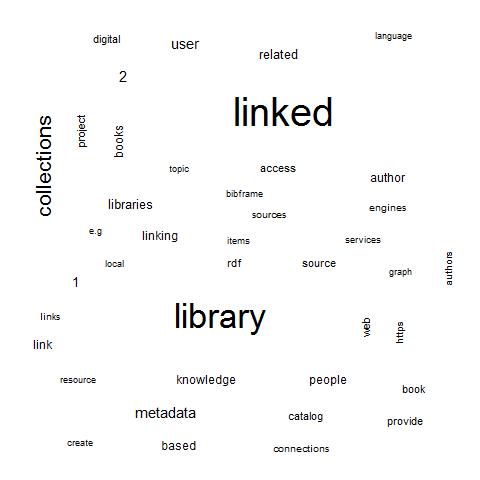 language
digital
user
related
2
linked
collections
project
books
topic
access
author
bibframe
libraries
engines
sources
e.g
linking
items
services
local
rdf
source
graph
authors
1
links
library
web
https
link
resource
knowledge
people
book
metadata
catalog
provide
create
based
connections